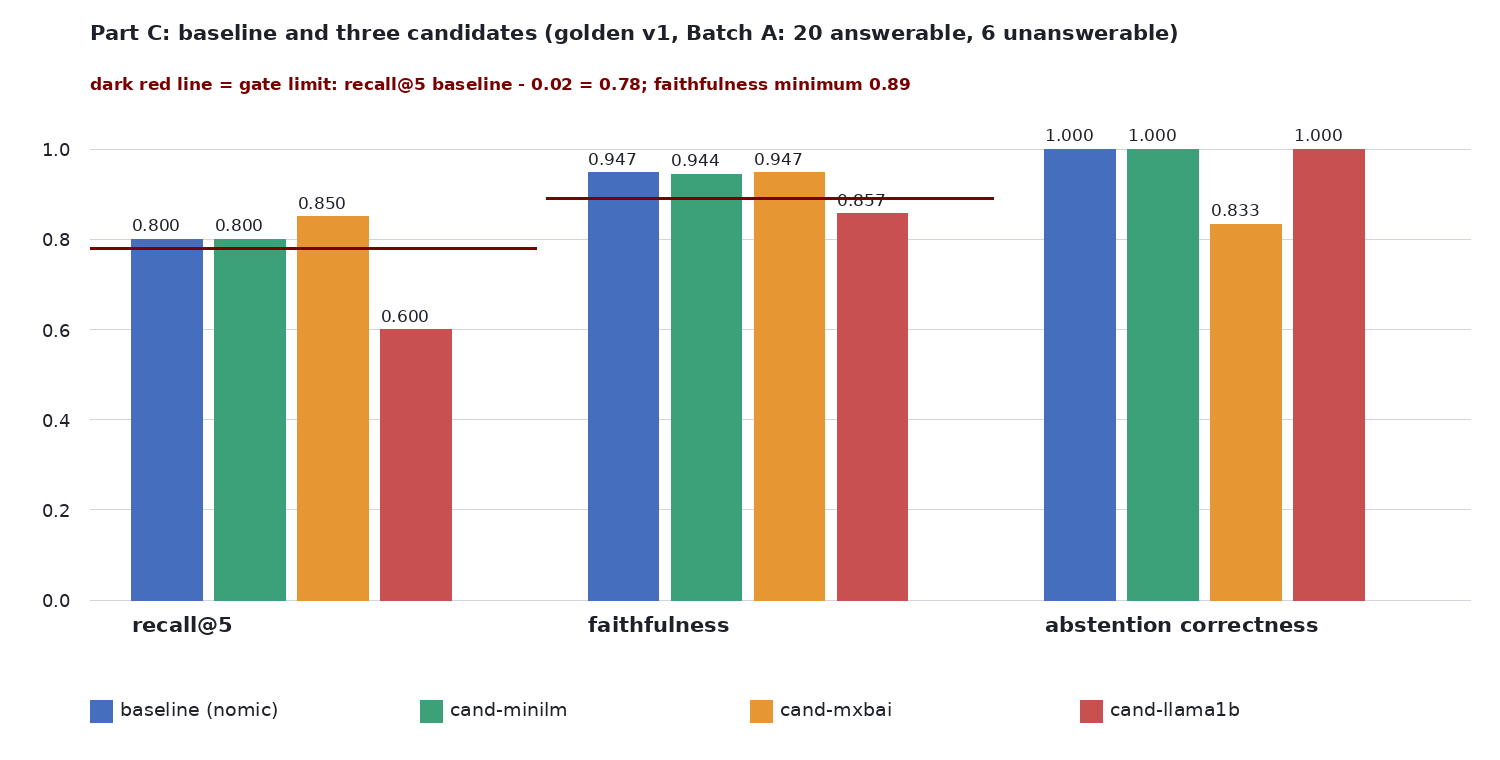 Part C: baseline and three candidates (golden v1, Batch A: 20 answerable, 6 unanswerable)
dark red line = gate limit: recall@5 baseline - 0.02 = 0.78; faithfulness minimum 0.89
1.0
0.8
0.6
0.4
0.2
0.0
0.800
0.800
0.850
0.600
0.947
0.944
0.947
0.857
1.000
1.000
0.833
1.000
recall@5
faithfulness
abstention correctness
baseline (nomic)
cand-minilm
cand-mxbai
cand-llama1b